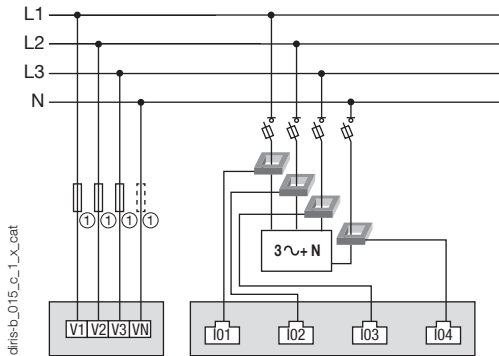 L1
L2
L3
N
1 1 1 1
3∿+ N
V1 V2 V3 VN
I01 I02 I03 I04
diris-b_015_c_1_x_cat